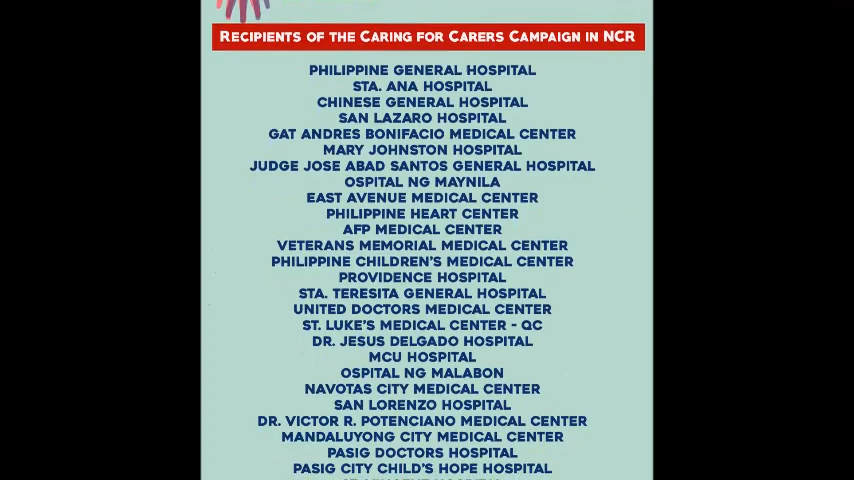 RECIPIENTS OF THE CARING FOR CARERS CAMPAIGN IN NCR
PHILIPPINE GENERAL HOSPITAL
STA. ANA HOSPITAL
CHINESE GENERAL HOSPITAL
SAN LAZARO HOSPITAL
GAT ANDRES BONIFACIO MEDICAL CENTER
MARY JOHNSTON HOSPITAL
JUDGE JOSE ABAD SANTOS GENERAL HOSPITAL
OSPITAL NG MAYNILA
EAST AVENUE MEDICAL CENTER
PHILIPPINE HEART CENTER
AFP MEDICAL CENTER
VETERANS MEMORIAL MEDICAL CENTER
PHILIPPINE CHILDREN'S MEDICAL CENTER
PROVIDENCE HOSPITAL
STA. TERESITA GENERAL HOSPITAL
UNITED DOCTORS MEDICAL CENTER
ST. LUKE'S MEDICAL CENTER - QC
DR. JESUS DELGADO HOSPITAL
MCU HOSPITAL
OSPITAL NG MALABON
NAVOTAS CITY MEDICAL CENTER
SAN LORENZO HOSPITAL
DR. VICTOR R. POTENCIANO MEDICAL CENTER
MANDALUYONG CITY MEDICAL CENTER
PASIG DOCTORS HOSPITAL
PASIG CITY CHILD'S HOPE HOSPITAL